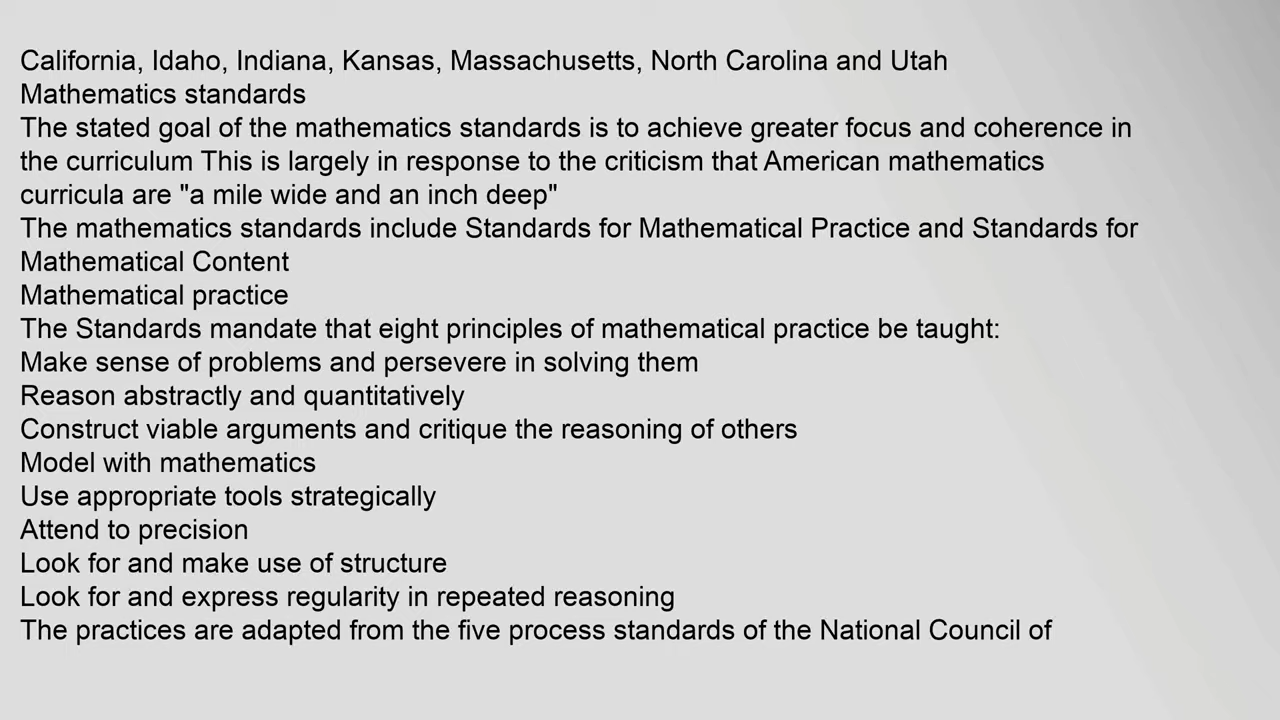 California, Idaho, Indiana, Kansas, Massachusetts, North Carolina and Utah
Mathematics standards
The stated goal of the mathematics standards is to achieve greater focus and coherence in
the curriculum This is largely in response to the criticism that American mathematics
curricula are "a mile wide and an inch deep"
The mathematics standards include Standards for Mathematical Practice and Standards for
Mathematical Content
Mathematical practice
The Standards mandate that eight principles of mathematical practice be taught:
Make sense of problems and persevere in solving them
Reason abstractly and quantitatively
Construct viable arguments and critique the reasoning of others
Model with mathematics
Use appropriate tools strategically
Attend to precision
Look for and make use of structure
Look for and express regularity in repeated reasoning
The practices are adapted from the five process standards of the National Council of